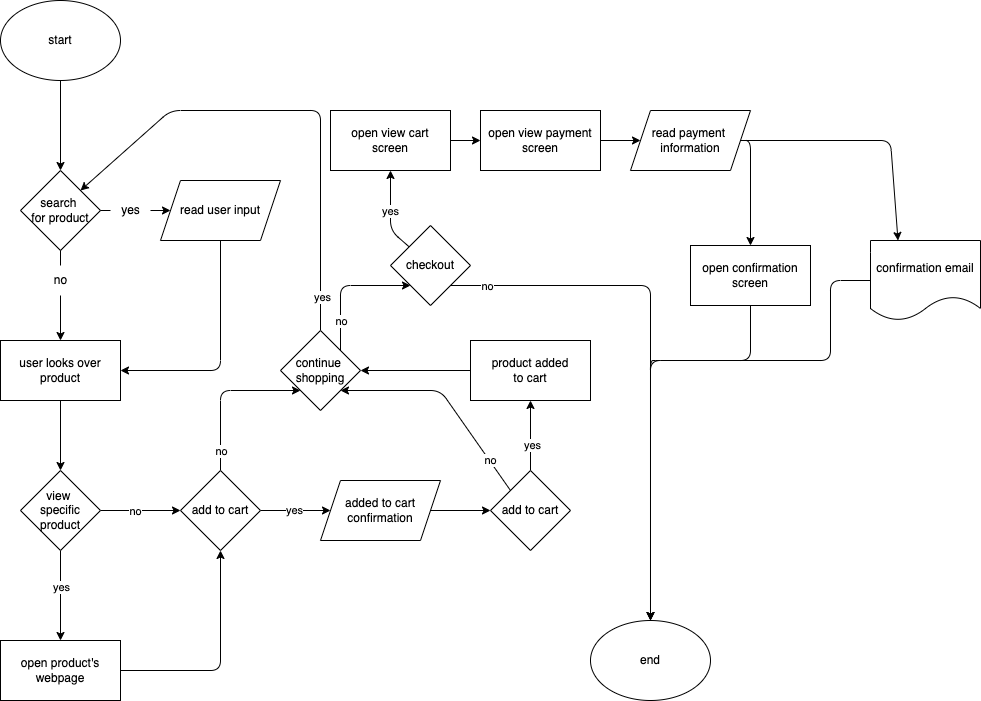 start
search
for product
yes
read user input
no
user looks over
product
view
specific
product
no
yes
open product's
webpage
add to cart
no
yes
added to cart
confirmation
add to cart
no
yes
product added
to cart
continue
shopping
yes
no
checkout
yes
no
open view cart
screen
open view payment
screen
read payment
information
open confirmation
screen
confirmation email
end